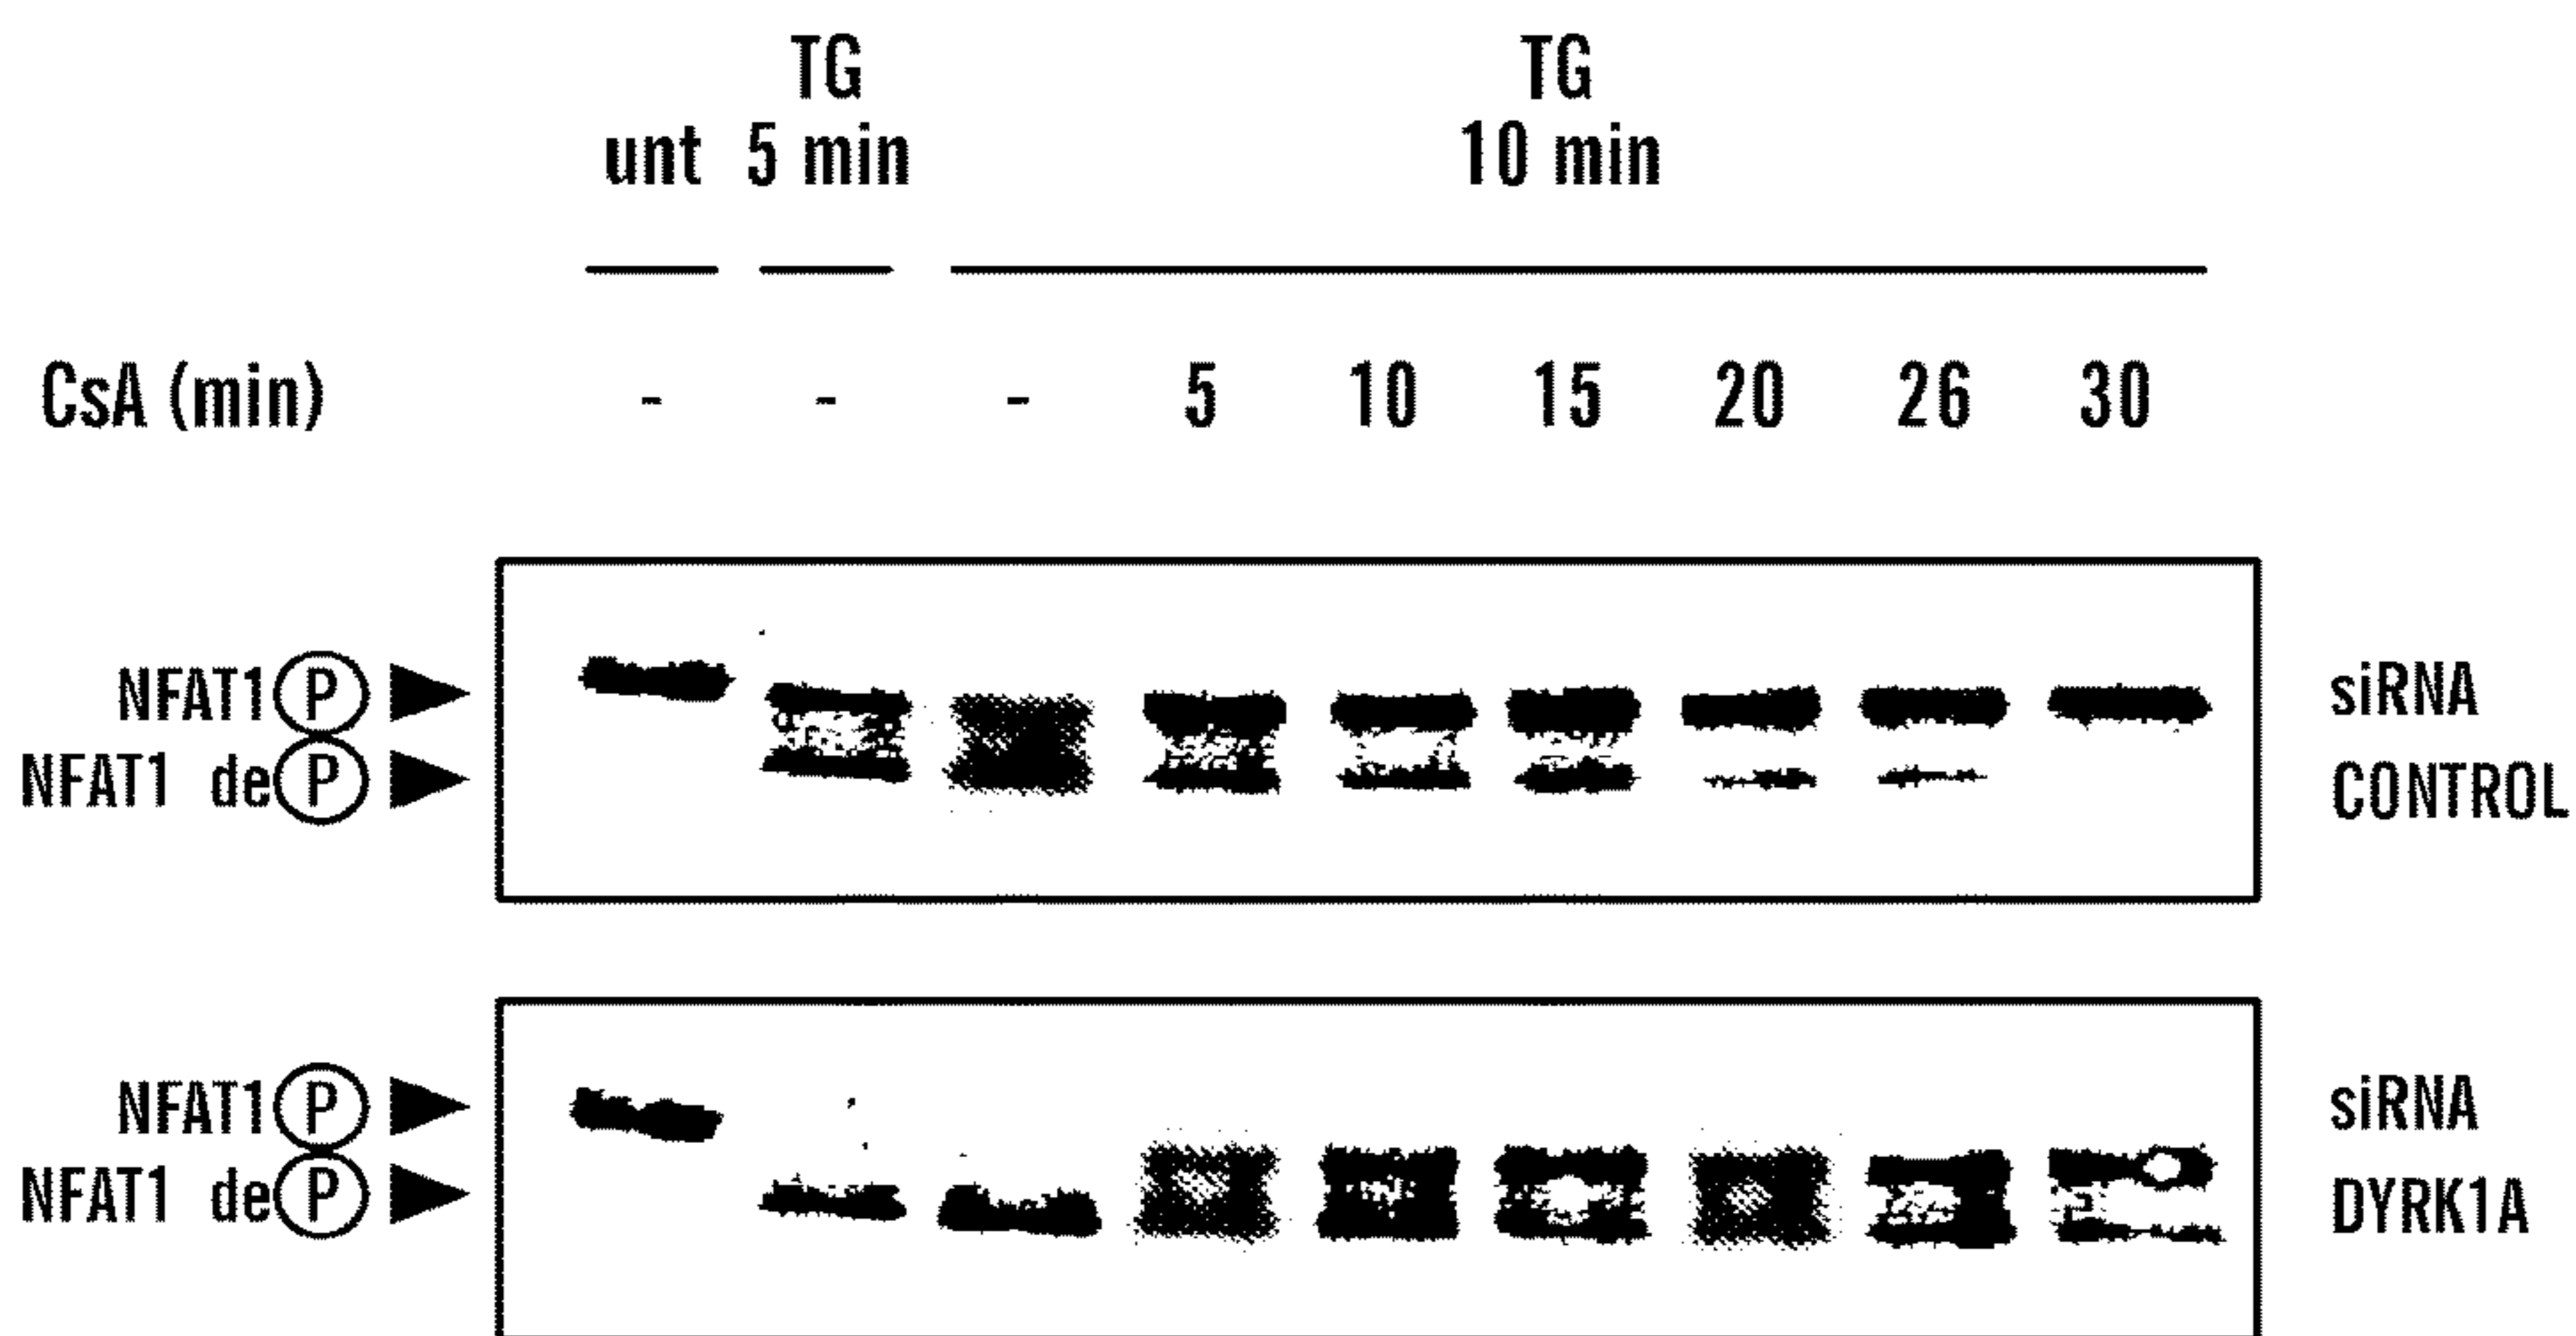 TG TG
unt 5 min 10 min
CsA (min) - - - 5 10 15 20 26 30
NFAT1 P siRNA
NFAT1 de P CONTROL
NFAT1 P siRNA
NFAT1 de P DYRK1A